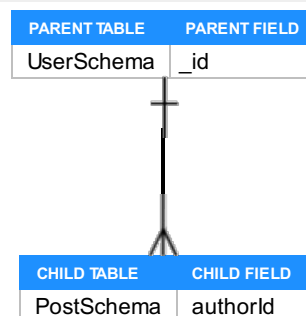 PARENT TABLE PARENT FIELD
UserSchema _id
CHILD TABLE CHILD FIELD
PostSchema authorId